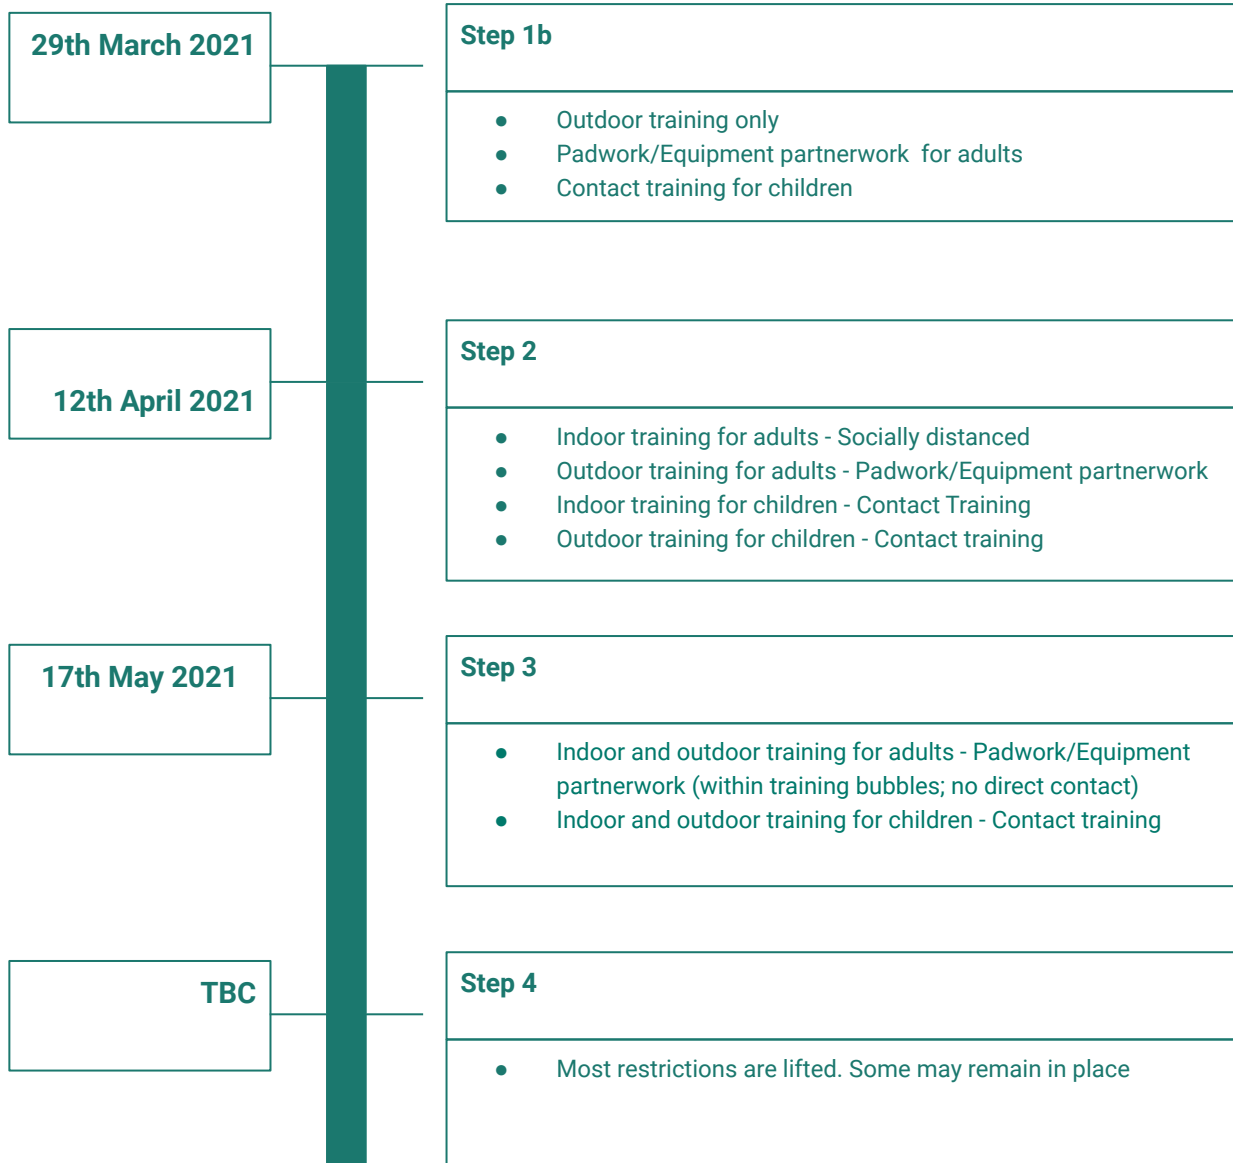 29th March 2021
Step 1b
● Outdoor training only
● Padwork/Equipment partnerwork  for adults
● Contact training for children
12th April 2021
Step 2
● Indoor training for adults - Socially distanced
● Outdoor training for adults - Padwork/Equipment partnerwork
● Indoor training for children - Contact Training
● Outdoor training for children - Contact training
17th May 2021
Step 3
● Indoor and outdoor training for adults - Padwork/Equipment
partnerwork (within training bubbles; no direct contact)
● Indoor and outdoor training for children - Contact training
TBC
Step 4
● Most restrictions are lifted. Some may remain in place